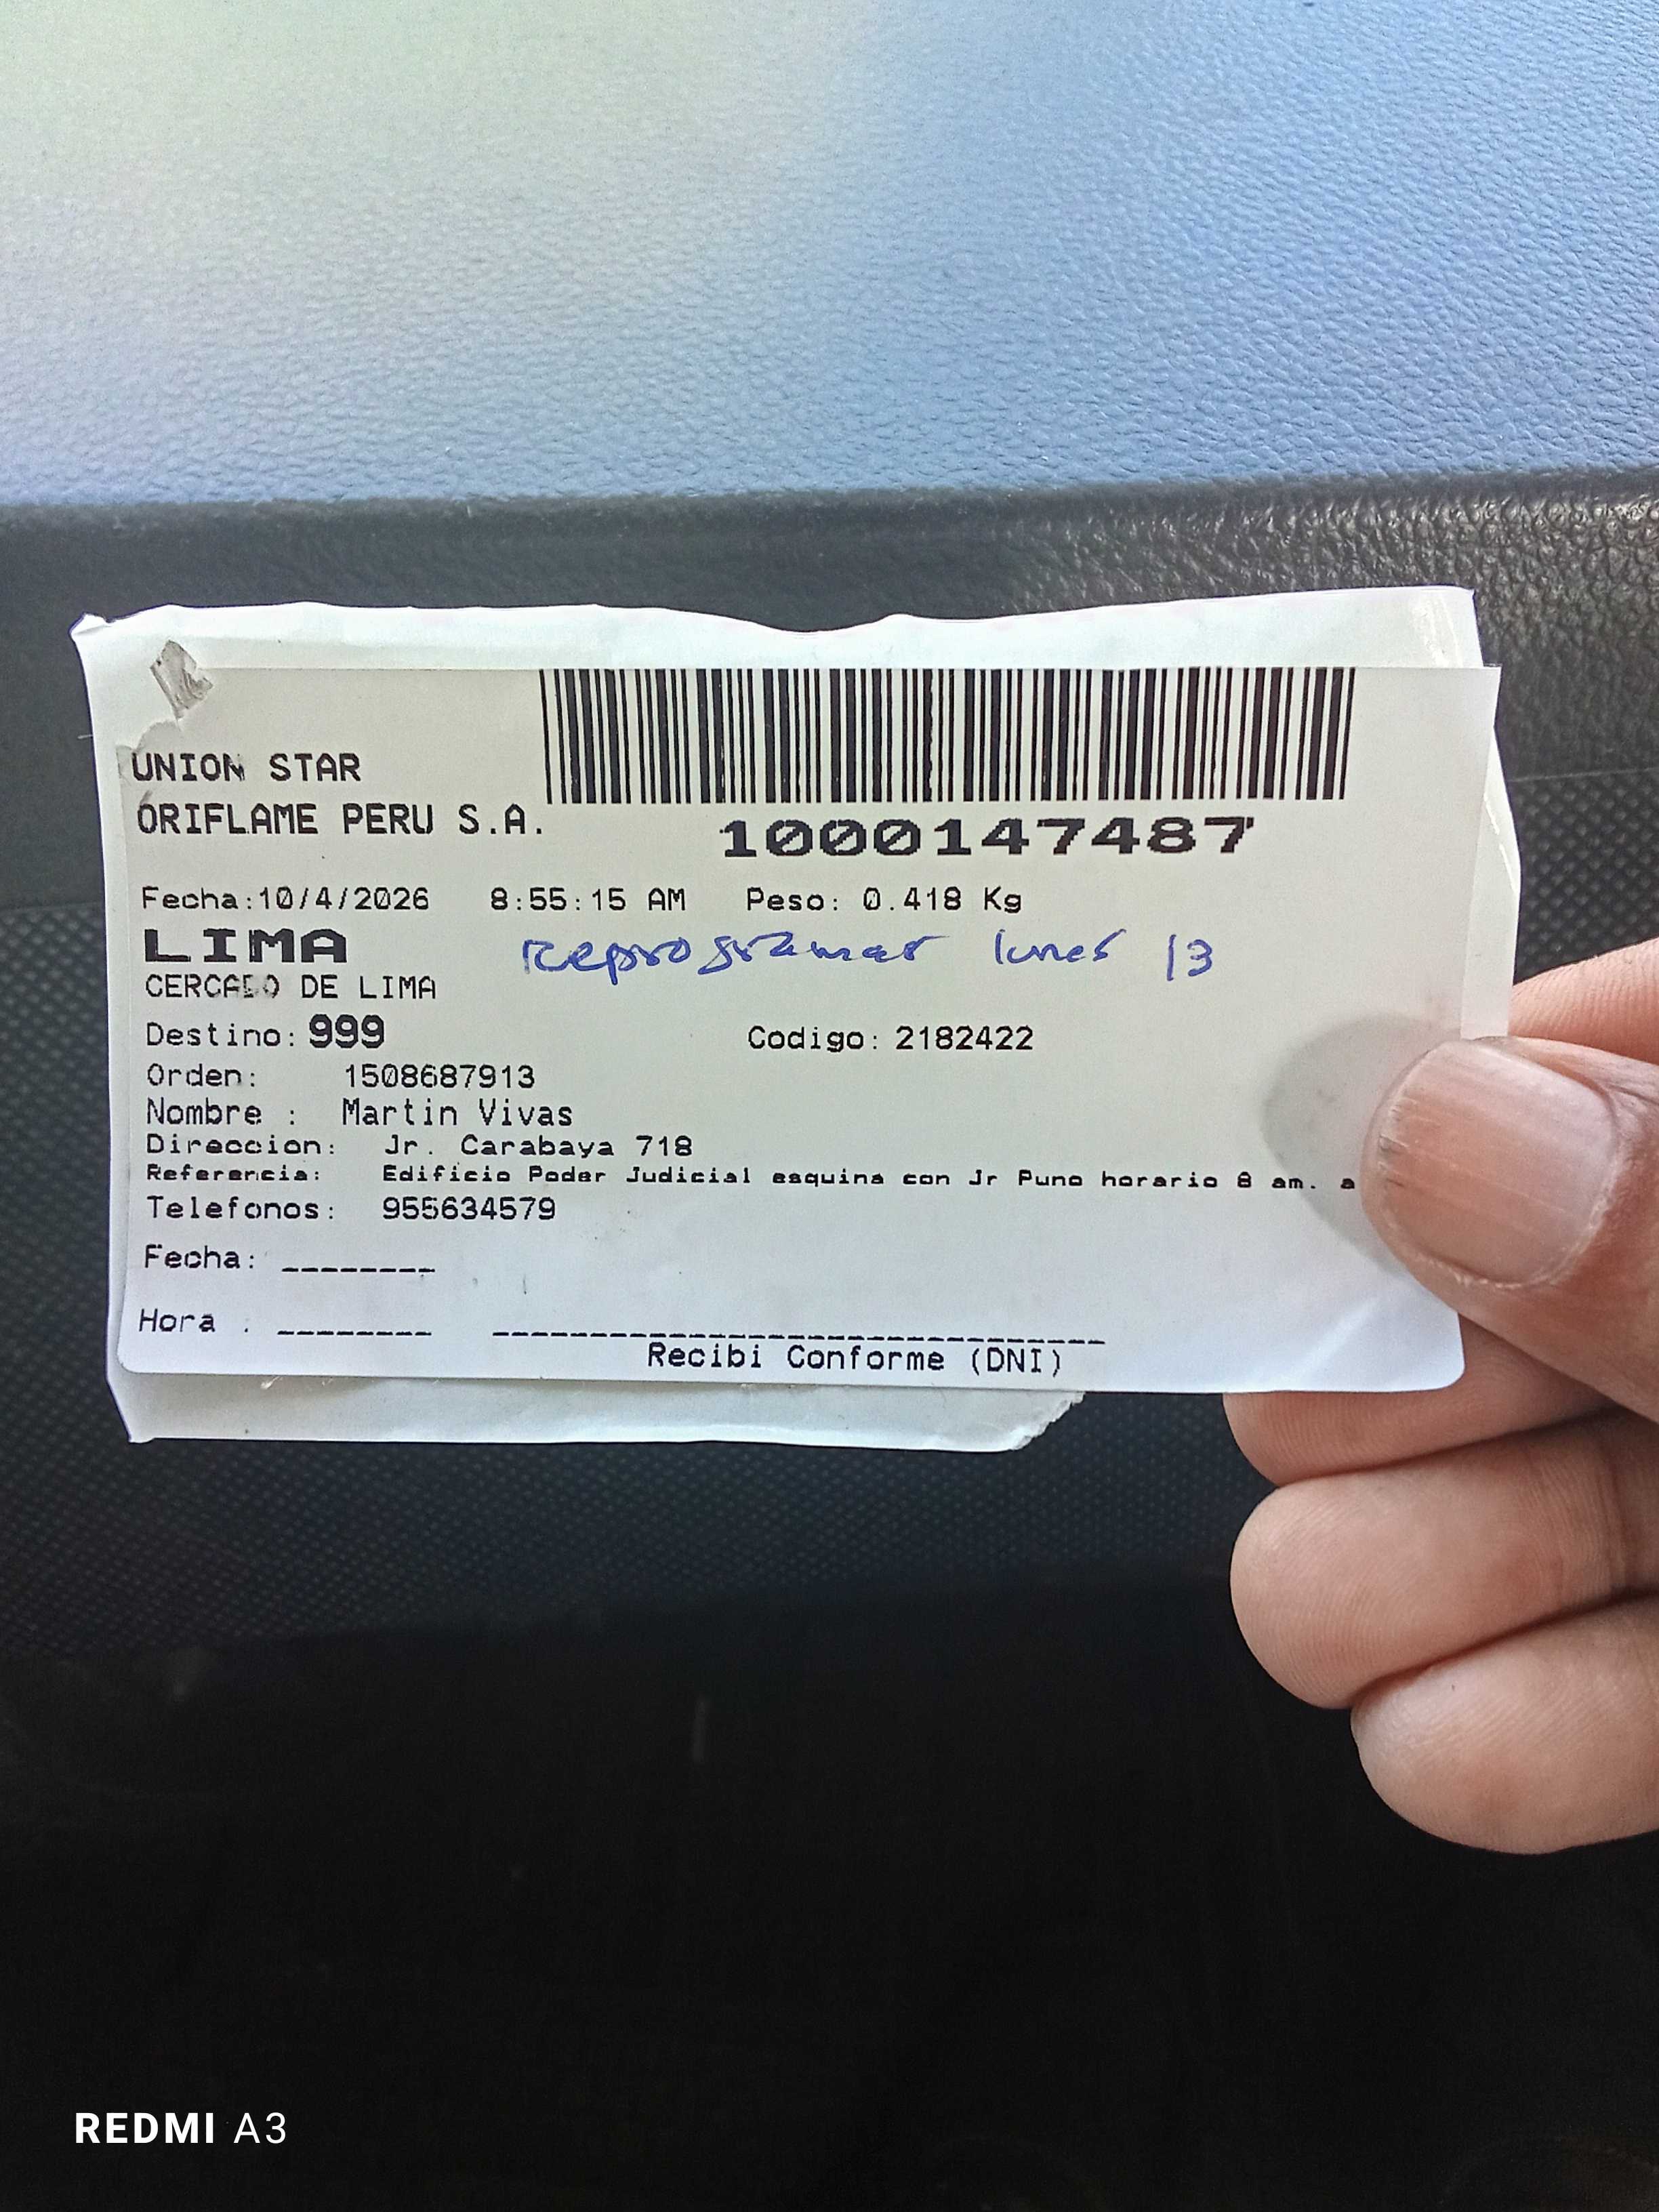 UNION STAR
ORIFLAME PERU S.A.
1000147487
Fecha:10/4/2026 8:55:15 AM Peso: 0.418 Kg
LIMA Reprogramar lunes 13
CERCADO DE LIMA
Destino: 999 Codigo: 2182422
Orden: 1508687913
Nombre : Martin Vivas
Direccion: Jr. Carabaya 718
Referencia: Edificio Poder Judicial esquina con Jr Puno horario 8 am. a
Telefonos: 955634579
Fecha: ________
Hora : ________
Recibi Conforme (DNI)
REDMI A3